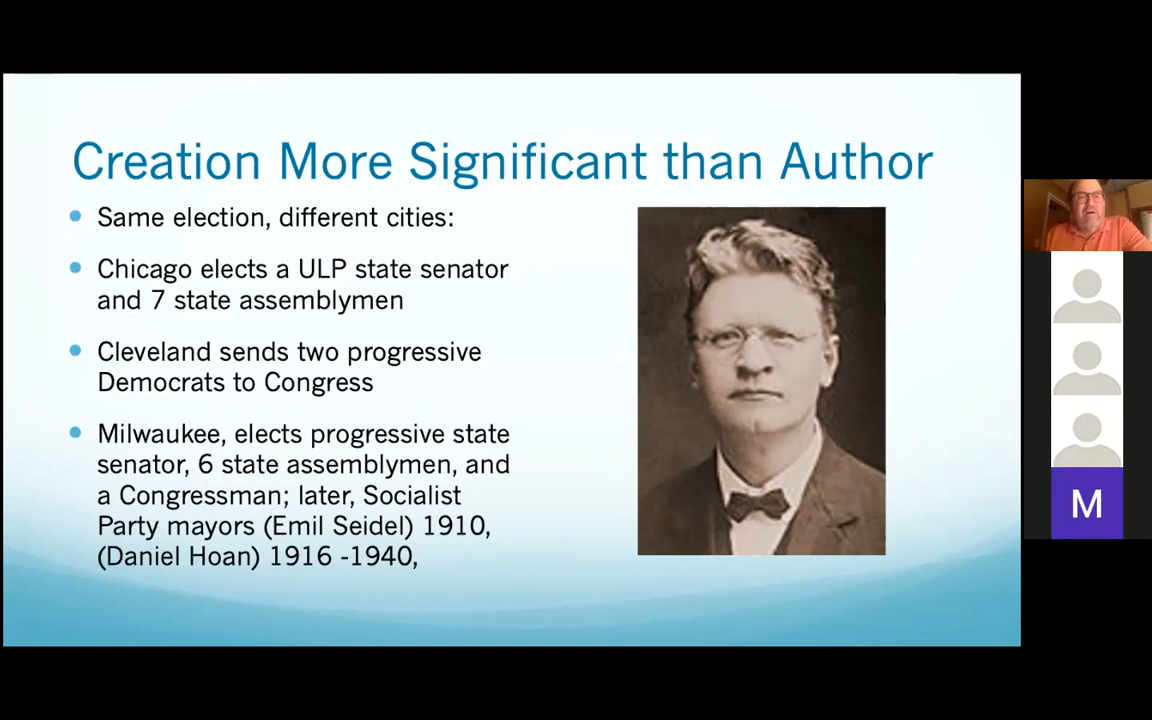 Creation More Significant than Author
Same election, different cities:
Chicago elects a ULP state senator
and 7 state assemblymen
Cleveland sends two progressive
Democrats to Congress
Milwaukee, elects progressive state
senator, 6 state assemblymen, and
a Congressman; later, Socialist
Party mayors (Emil Seidel) 1910,
(Daniel Hoan) 1916 -1940,
M